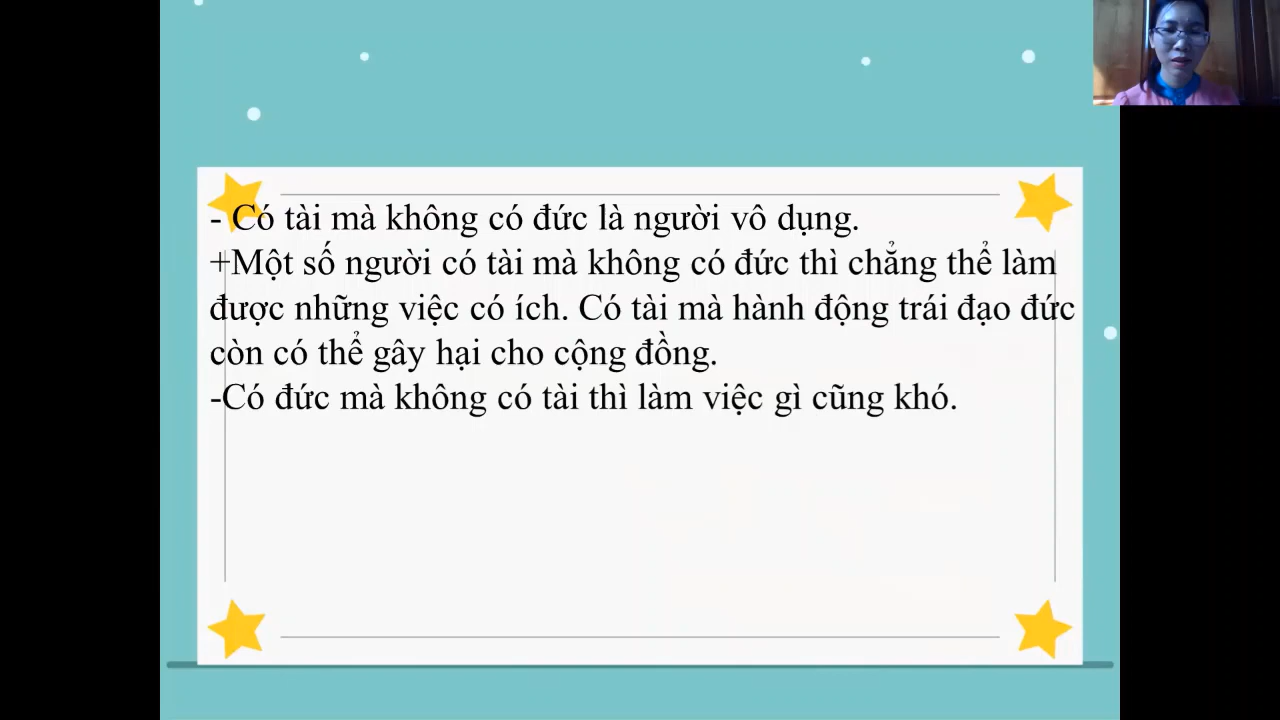 - Có tài mà không có đức là người vô dụng.
+Một số người có tài mà không có đức thì chẳng thể làm
được những việc có ích. Có tài mà hành động trái đạo đức
còn có thể gây hại cho cộng đồng.
-Có đức mà không có tài thì làm việc gì cũng khó.